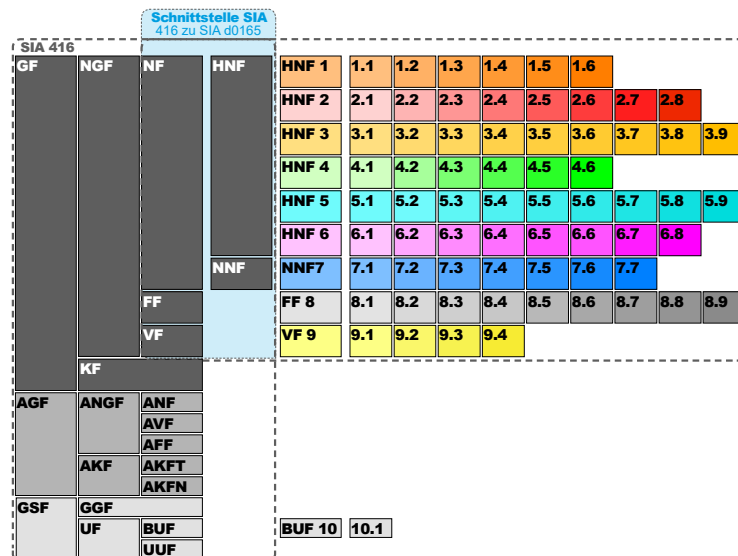 Schnittstelle SIA
416 zu SIA d0165
SIA 416
GF NGF NF HNF HNF 1 1.1 1.2 1.3 1.4 1.5 1.6
HNF 2 2.1 2.2 2.3 2.4 2.5 2.6 2.7 2.8
HNF 3 3.1 3.2 3.3 3.4 3.5 3.6 3.7 3.8 3.9
HNF 4 4.1 4.2 4.3 4.4 4.5 4.6
HNF 5 5.1 5.2 5.3 5.4 5.5 5.6 5.7 5.8 5.9
HNF 6 6.1 6.2 6.3 6.4 6.5 6.6 6.7 6.8
NNF NNF7 7.1 7.2 7.3 7.4 7.5 7.6 7.7
FF FF 8 8.1 8.2 8.3 8.4 8.5 8.6 8.7 8.8 8.9
VF VF 9 9.1 9.2 9.3 9.4
KF
AGF ANGF ANF
AVF
AFF
AKF AKFT
AKFN
GSF GGF
UF BUF BUF 10 10.1
UUF